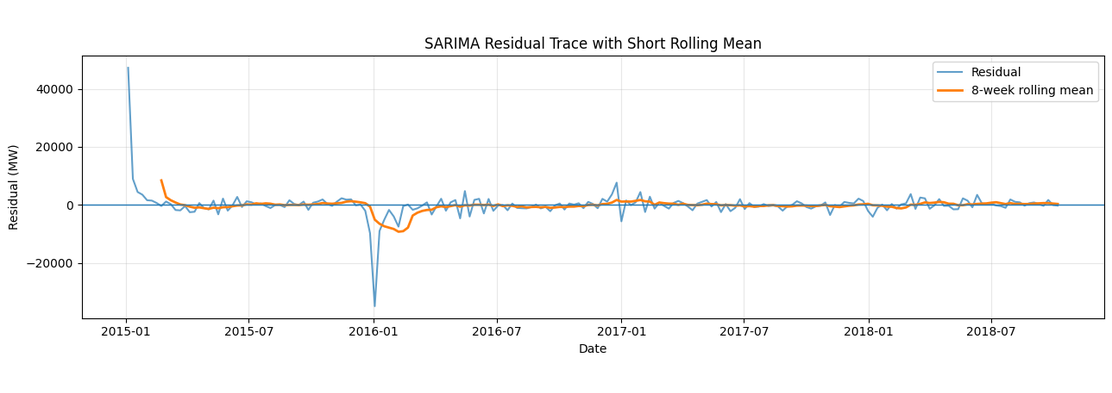 SARIMA Residual Trace with Short Rolling Mean
Residual
8-week rolling mean
Residual (MW)
40000
20000
0
−20000
2015-01 2015-07 2016-01 2016-07 2017-01 2017-07 2018-01 2018-07
Date